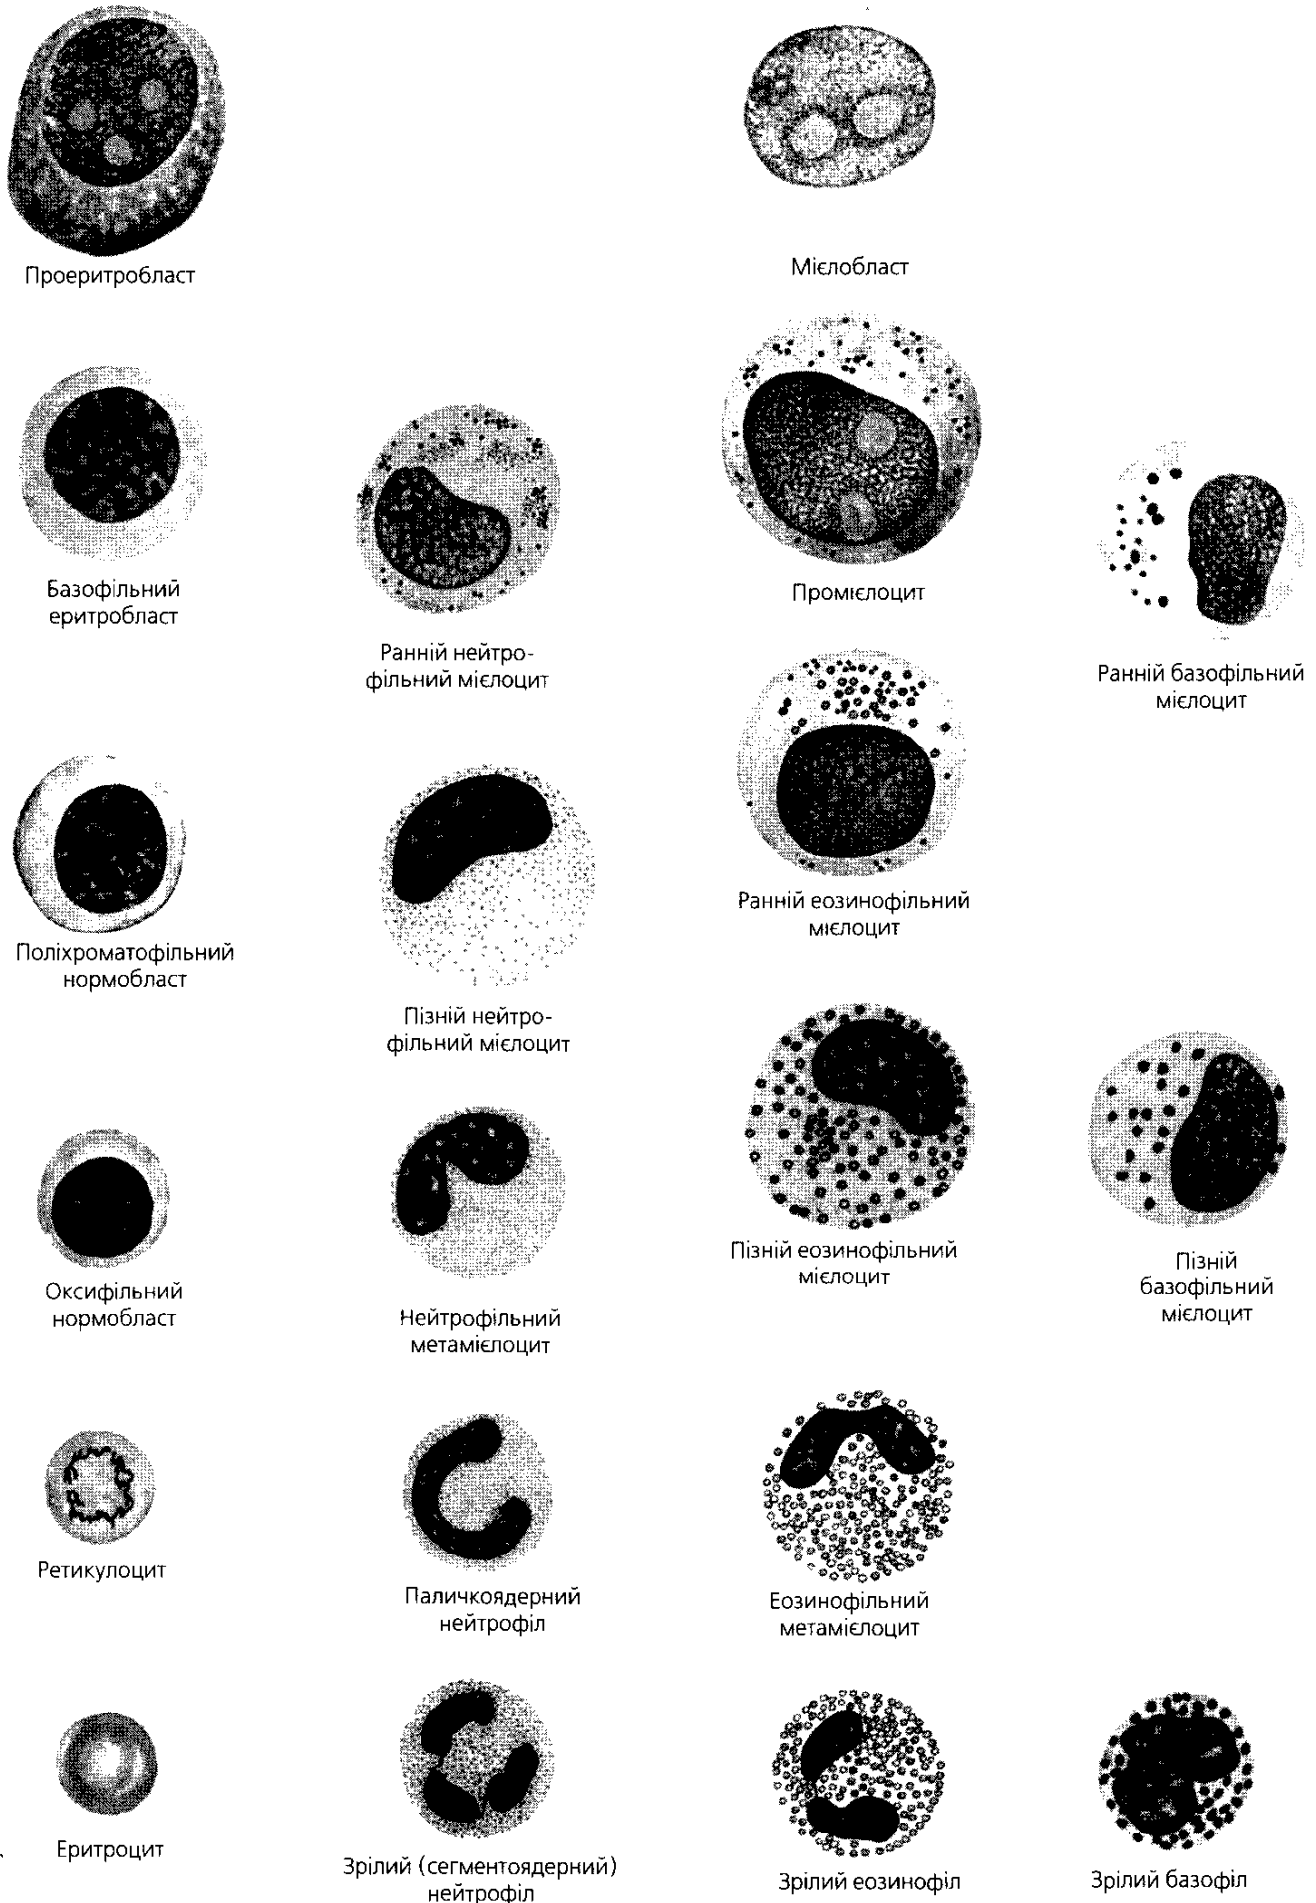 Проеритробласт
Мієлобласт
Базофільний
еритробласт
Ранній нейтро-
фільний мієлоцит
Промієлоцит
Ранній базофільний
мієлоцит
Ранній еозинофільний
мієлоцит
Поліхроматофільний
нормобласт
Пізній нейтро-
фільний мієлоцит
Пізній еозинофільний
мієлоцит
Пізній
базофільний
мієлоцит
Оксифільний
нормобласт
Нейтрофільний
метамієлоцит
Ретикулоцит
Паличкоядерний
нейтрофіл
Еозинофільний
метамієлоцит
Еритроцит
Зрілий (сегментоядерний)
нейтрофіл
Зрілий еозинофіл
Зрілий базофіл